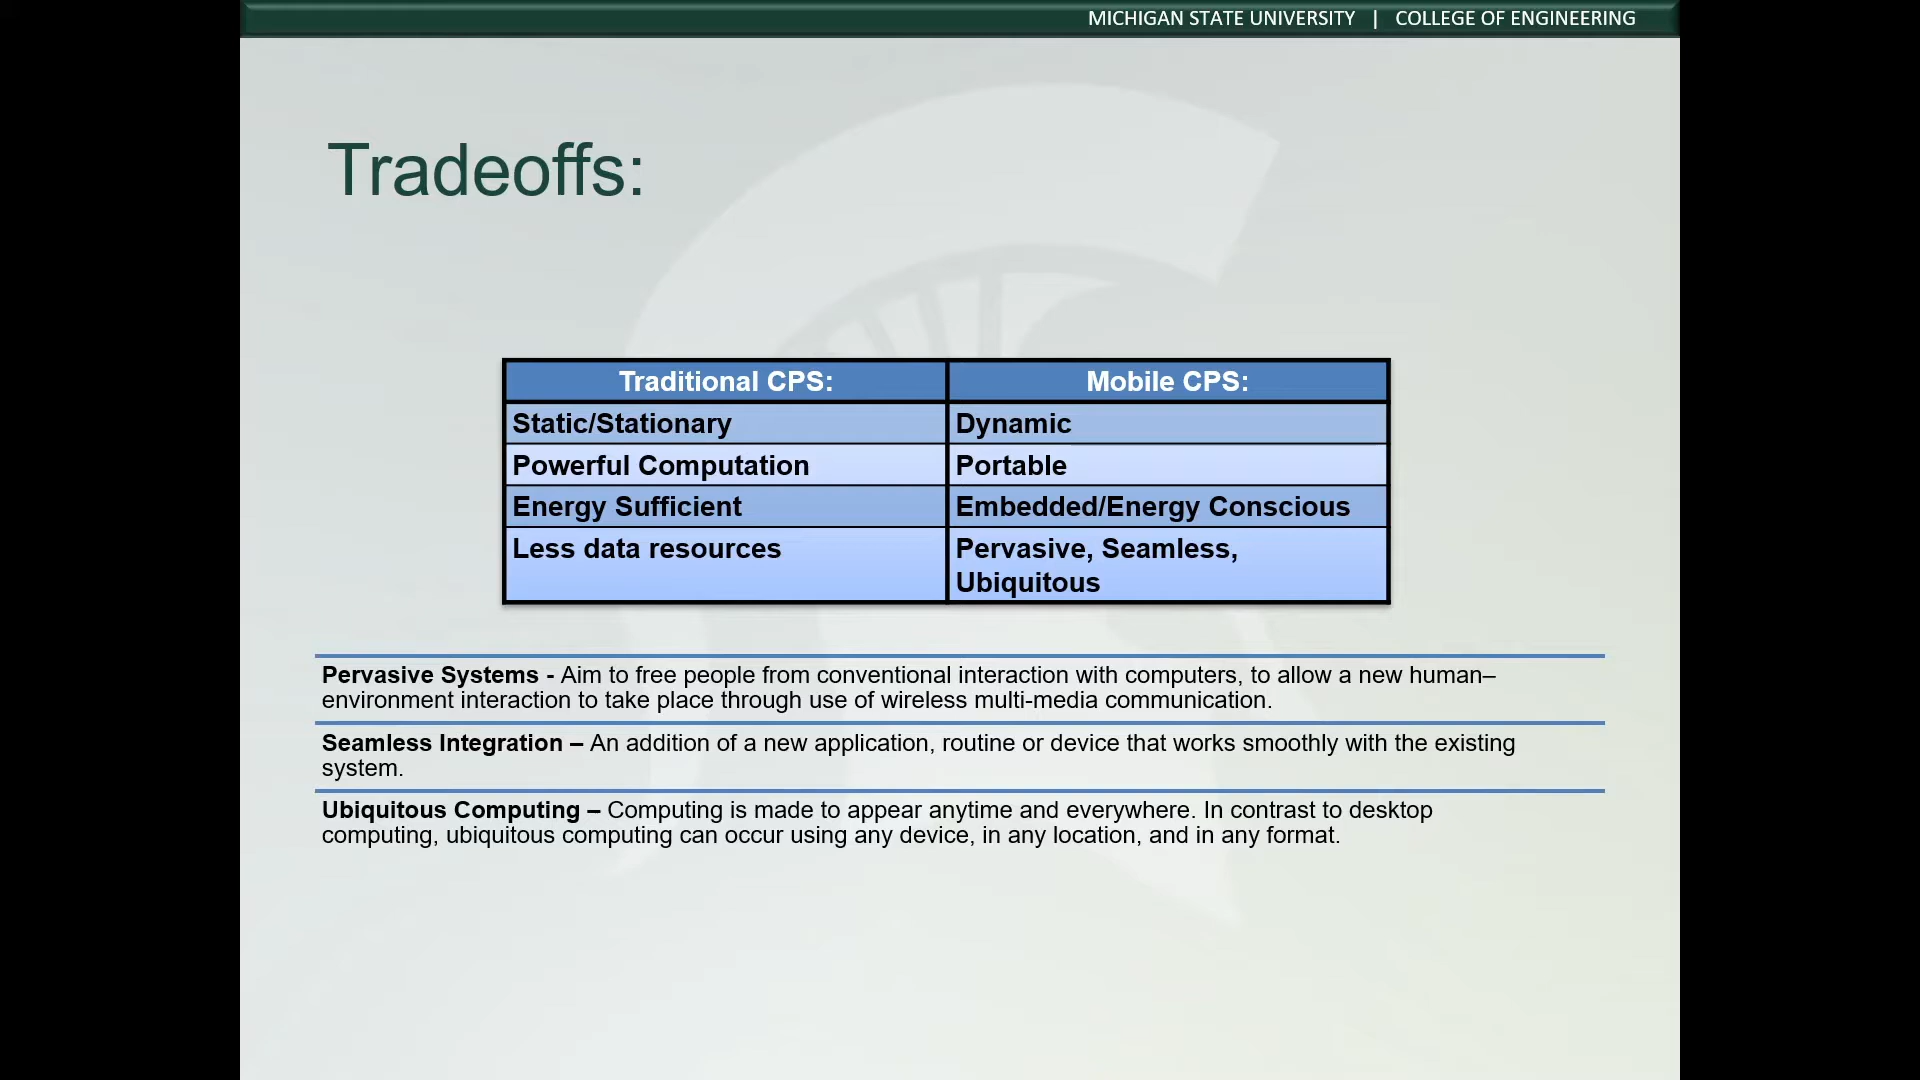 MICHIGAN STATE UNIVERSITY | COLLEGE OF ENGINEERING
Tradeoffs:
Traditional CPS: Mobile CPS:
Static/Stationary Dynamic
Powerful Computation Portable
Energy Sufficient Embedded/Energy Conscious
Less data resources Pervasive, Seamless,
Ubiquitous
Pervasive Systems - Aim to free people from conventional interaction with computers, to allow a new human–
environment interaction to take place through use of wireless multi-media communication.
Seamless Integration – An addition of a new application, routine or device that works smoothly with the existing
system.
Ubiquitous Computing – Computing is made to appear anytime and everywhere. In contrast to desktop
computing, ubiquitous computing can occur using any device, in any location, and in any format.